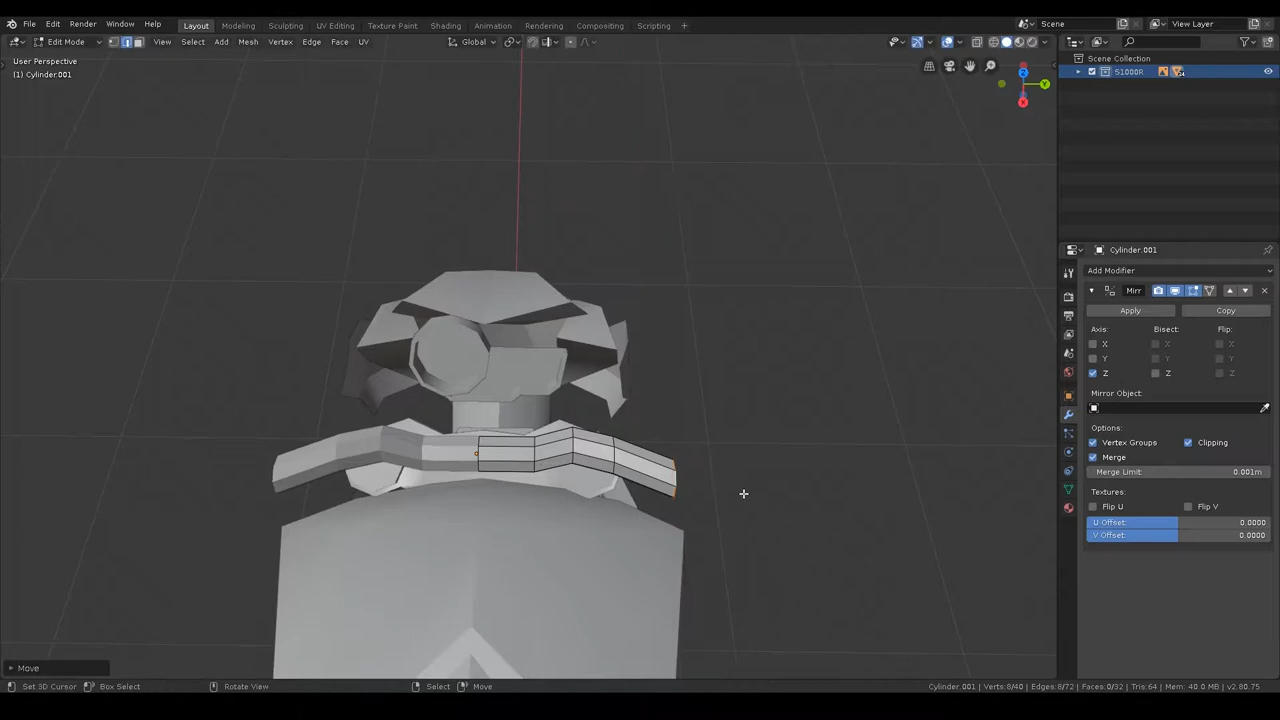 File Edit Render Window Help Layout Modeling Sculpting UV Editing Texture Paint Shading Animation Rendering Compositing Scripting + Scene View Layer
Edit Mode View Select Add Mesh Vertex Edge Face UV Global
User Perspective
(1) Cylinder.001
Z
Y
X
Scene Collection
S1000R
Cylinder.001
Add Modifier
Mirr
Apply Copy
Axis: Bisect: Flip:
X X X
Y Y Y
Z Z Z
Mirror Object:
Options:
Vertex Groups Clipping
Merge
Merge Limit: 0.001m
Textures:
Flip U Flip V
U Offset: 0.0000
V Offset: 0.0000
Move
Set 3D Cursor Box Select Rotate View Select Move Cylinder.001 | Verts:8/40 | Edges:8/72 | Faces:0/32 | Tris:64 | Mem: 40.0 MB | v2.80.75